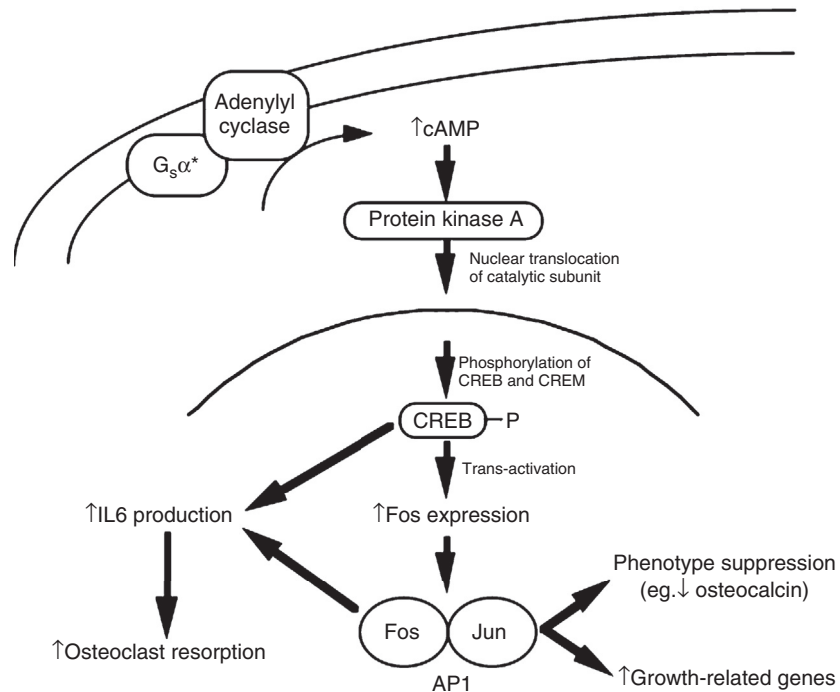 Adenylyl
cyclase
Gₛα*
↑cAMP
Protein kinase A
Nuclear translocation
of catalytic subunit
Phosphorylation of
CREB and CREM
CREB P
Trans-activation
↑IL6 production
↑Fos expression
Phenotype suppression
(eg.↓ osteocalcin)
Fos
Jun
↑Osteoclast resorption
↑Growth-related genes
AP1